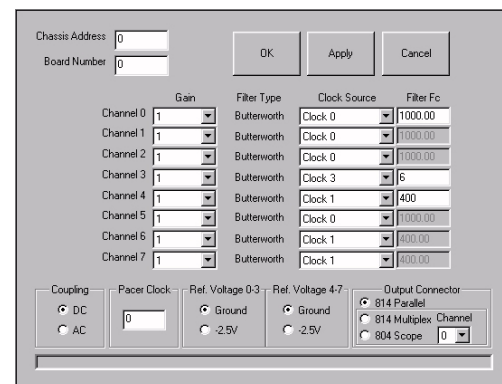 Chassis Address 0
Board Number 0
OK Apply Cancel
Gain Filter Type Clock Source Filter Fc
Channel 0 1 Butterworth Clock 0 1000.00
Channel 1 1 Butterworth Clock 0 1000.00
Channel 2 1 Butterworth Clock 0 1000.00
Channel 3 1 Butterworth Clock 3 6
Channel 4 1 Butterworth Clock 1 400
Channel 5 1 Butterworth Clock 0 1000.00
Channel 6 1 Butterworth Clock 1 400.00
Channel 7 1 Butterworth Clock 1 400.00
Coupling
DC
AC
Pacer Clock
0
Ref. Voltage 0-3
Ground
-2.5V
Ref. Voltage 4-7
Ground
-2.5V
Output Connector
814 Parallel
814 Multiplex Channel
804 Scope 0